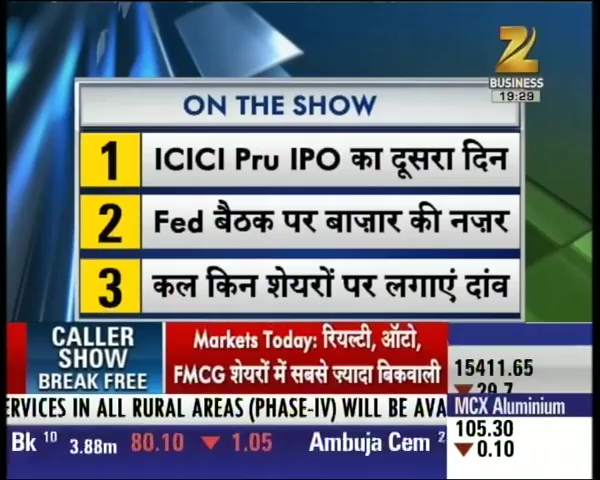 Z
BUSINESS
19:29
ON THE SHOW
1 ICICI Pru IPO का दूसरा दिन
2 Fed बैठक पर बाज़ार की नज़र
3 कल किन शेयरों पर लगाएं दांव
CALLER
SHOW
BREAK FREE
Markets Today: रियल्टी, ऑटो,
FMCG शेयरों में सबसे ज्यादा बिकवाली
15411.65
▼29.7
ERVICES IN ALL RURAL AREAS (PHASE-IV) WILL BE AVA
MCX Aluminium
105.30
▼0.10
Bk 10 3.88m 80.10 ▼ 1.05 Ambuja Cem 2